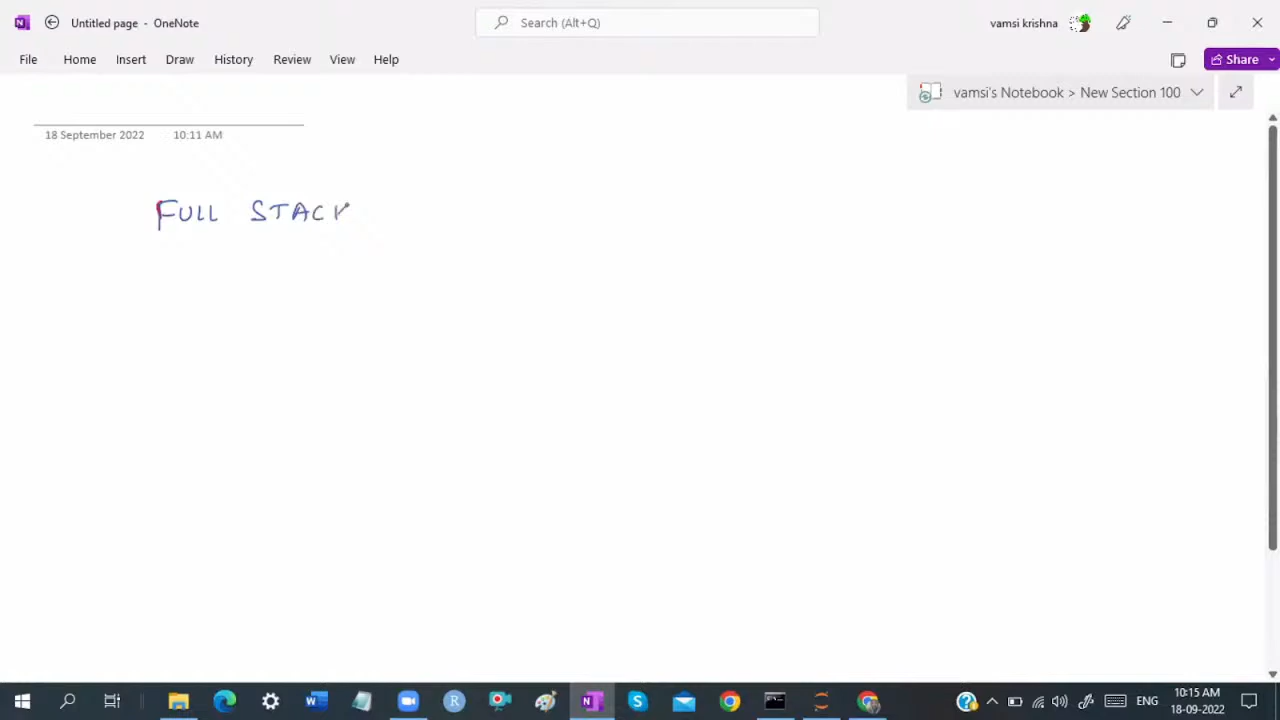 Untitled page - OneNote
Search (Alt+Q)
vamsi krishna
File Home Insert Draw History Review View Help
Share
vamsi's Notebook > New Section 100
18 September 2022 10:11 AM
FULL STACK
ENG
10:15 AM
18-09-2022